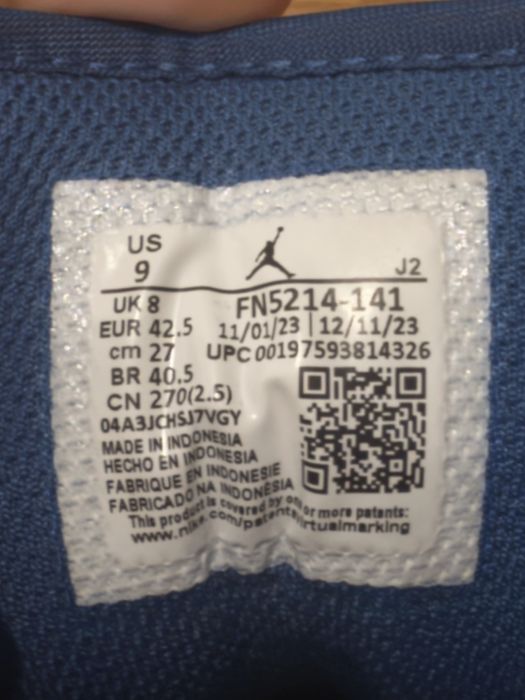 US
9
J2
UK 8
FN5214-141
EUR 42.5
11/01/23 | 12/11/23
cm 27
UPC 00197593814326
BR 40.5
CN 270(2.5)
04A3JCHSJ7VGY
MADE IN INDONESIA
HECHO EN INDONESIA
FABRIQUE EN INDONESIE
FABRICADO NA INDONESIA
This product is covered by one or more patents:
www.nike.com/patents/virtualmarking